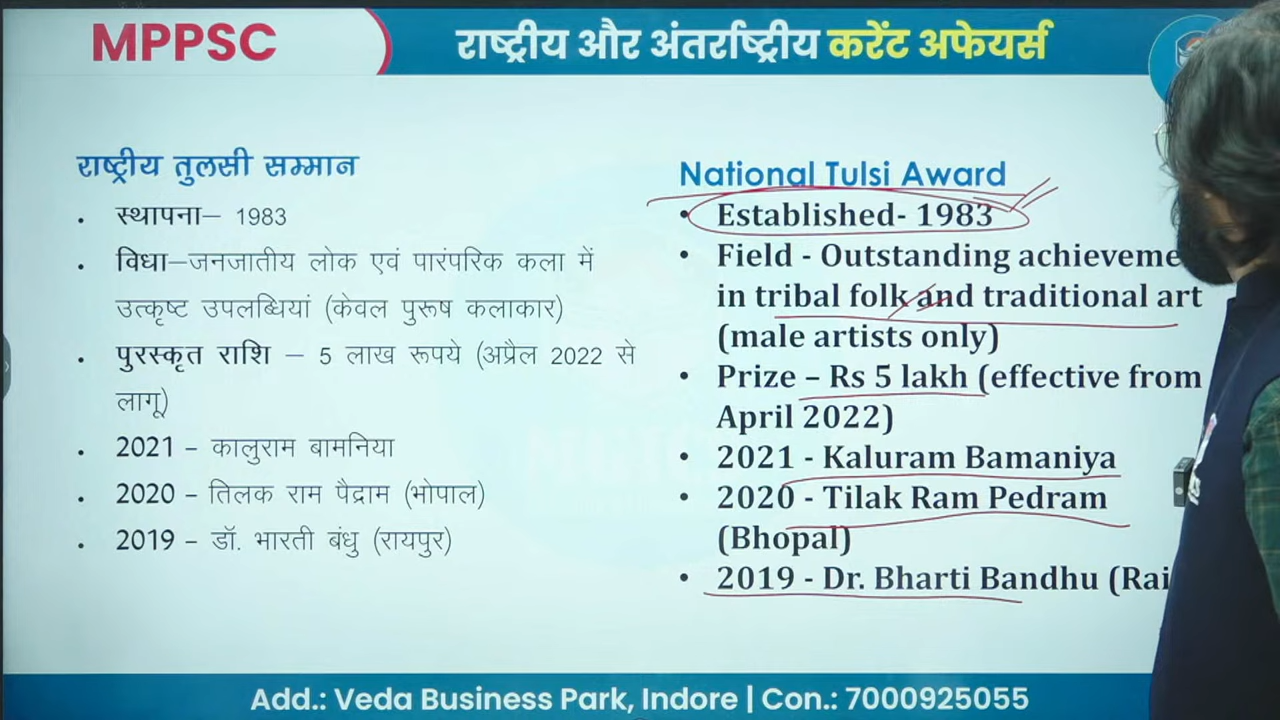 MPPSC
राष्ट्रीय और अंतर्राष्ट्रीय करेंट अफेयर्स
राष्ट्रीय तुलसी सम्मान
• स्थापना– 1983
• विधा–जनजातीय लोक एवं पारंपरिक कला में
उत्कृष्ट उपलब्धियां (केवल पुरूष कलाकार)
• पुरस्कृत राशि – 5 लाख रूपये (अप्रैल 2022 से
लागू)
• 2021 - कालुराम बामनिया
• 2020 - तिलक राम पैद्राम (भोपाल)
• 2019 - डॉ. भारती बंधु (रायपुर)
National Tulsi Award
• Established- 1983
• Field - Outstanding
in tribal folk and traditional art
(male artists only)
• Prize – Rs 5 lakh (effective from
April 2022)
• 2021 - Kaluram Bamaniya
• 2020 - Tilak Ram Pedram
(Bhopal)
• 2019 - Dr. Bharti Bandhu
Add.: Veda Business Park, Indore | Con.: 7000925055